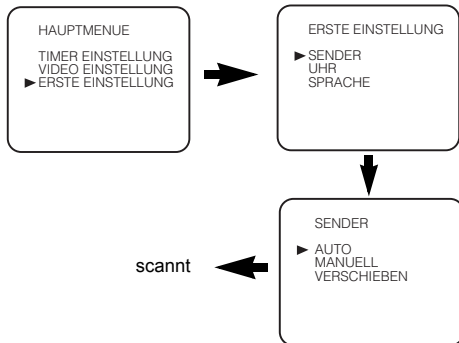 HAUPTMENUE
TIMER EINSTELLUNG
VIDEO EINSTELLUNG
ERSTE EINSTELLUNG
ERSTE EINSTELLUNG
SENDER
UHR
SPRACHE
SENDER
AUTO
MANUELL
VERSCHIEBEN
scannt